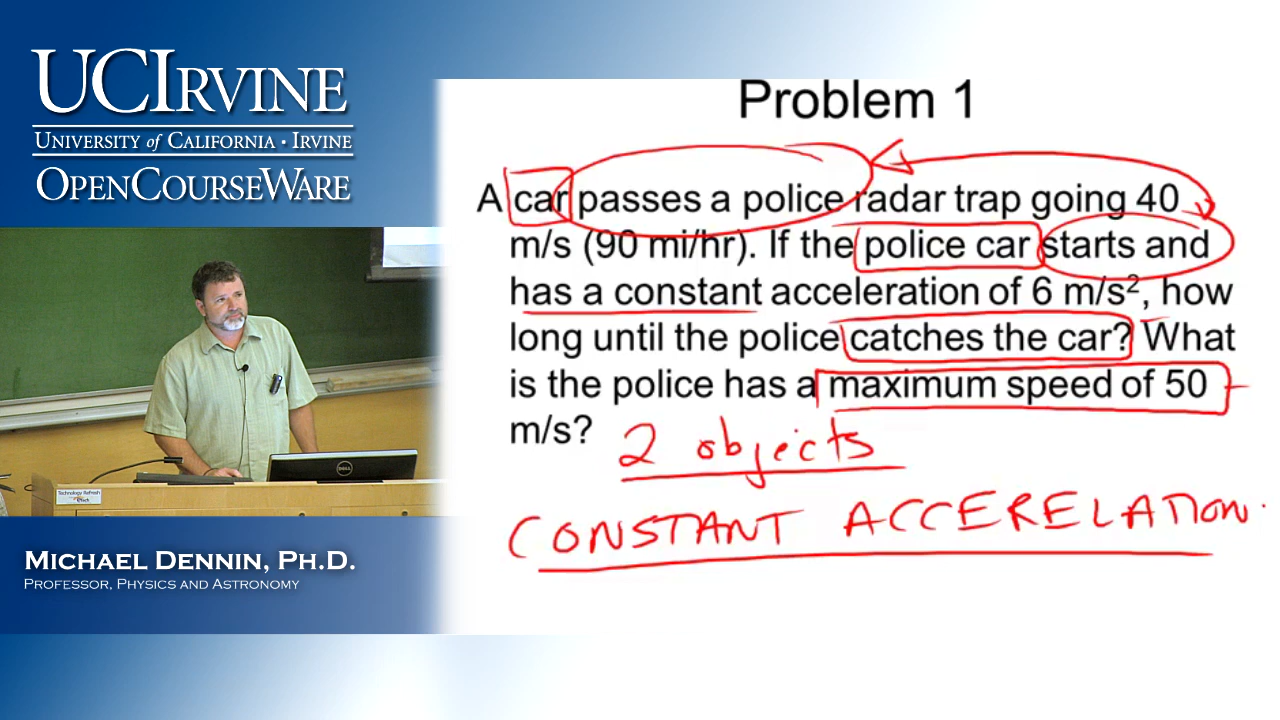 UCIRVINE
UNIVERSITY of CALIFORNIA · IRVINE
OPENCOURSEWARE
Problem 1
A car passes a police radar trap going 40
m/s (90 mi/hr). If the police car starts and
has a constant acceleration of 6 m/s², how
long until the police catches the car? What
is the police has a maximum speed of 50
m/s?
2 objects
CONSTANT ACCERELATION.
DELL
Technology Refresh
MICHAEL DENNIN, PH.D.
PROFESSOR, PHYSICS AND ASTRONOMY